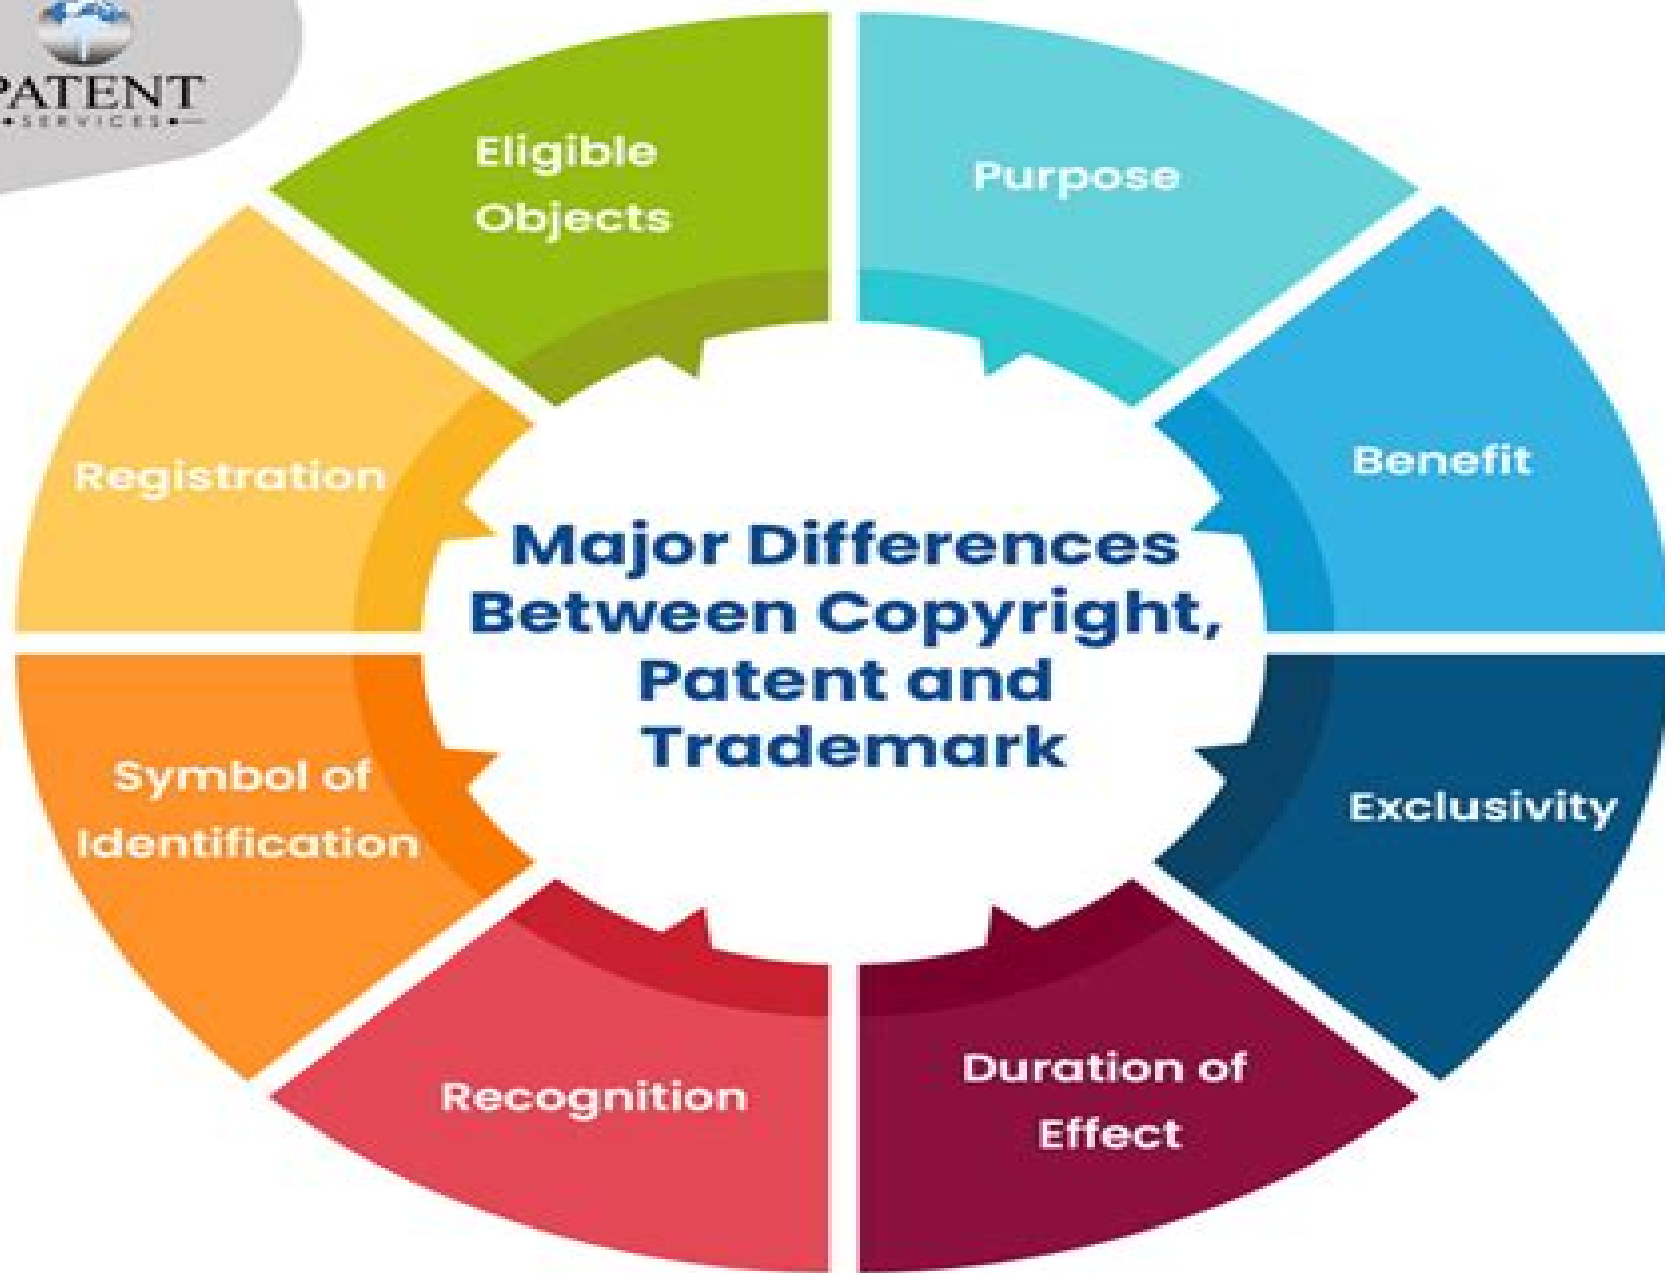 PATENT
SERVICES
Eligible
Objects
Purpose
Benefit
Exclusivity
Duration of
Effect
Recognition
Symbol of
Identification
Registration
Major Differences
Between Copyright,
Patent and
Trademark